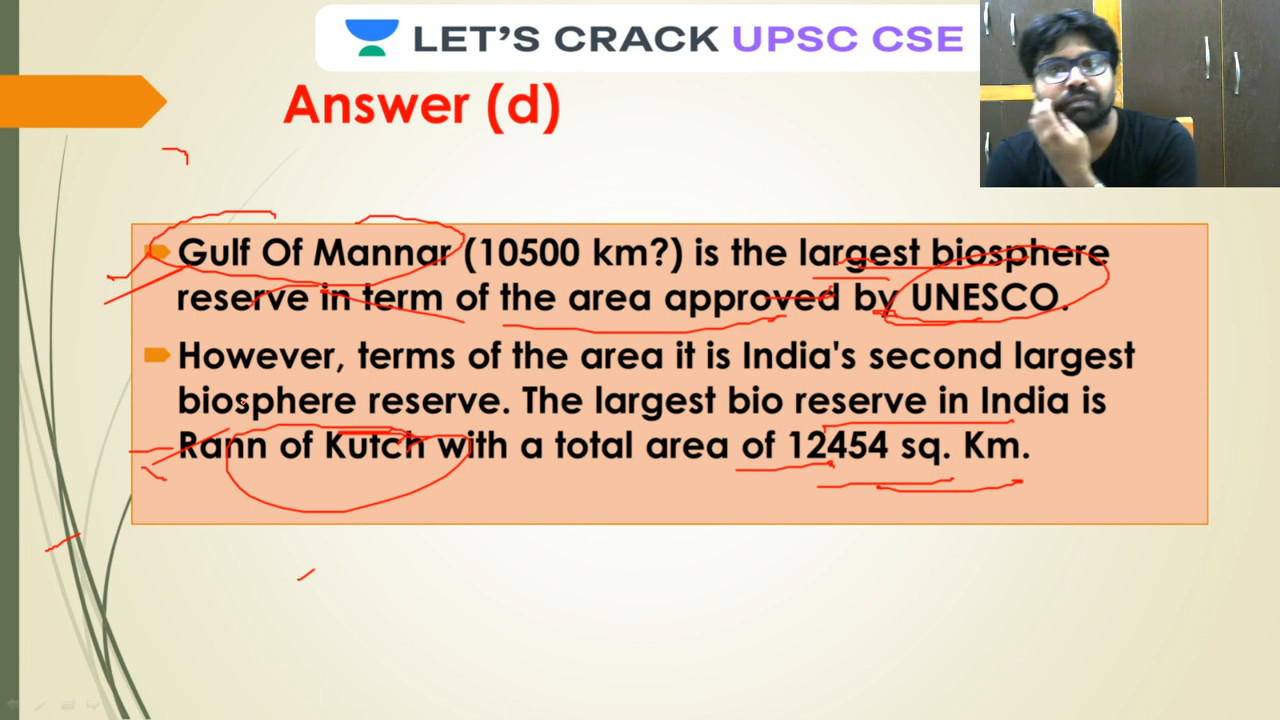 LET'S CRACK UPSC CSE
Answer (d)
Gulf Of Mannar (10500 km?) is the largest biosphere
reserve in term of the area approved by UNESCO.
However, terms of the area it is India's second largest
biosphere reserve. The largest bio reserve in India is
Rann of Kutch with a total area of 12454 sq. Km.